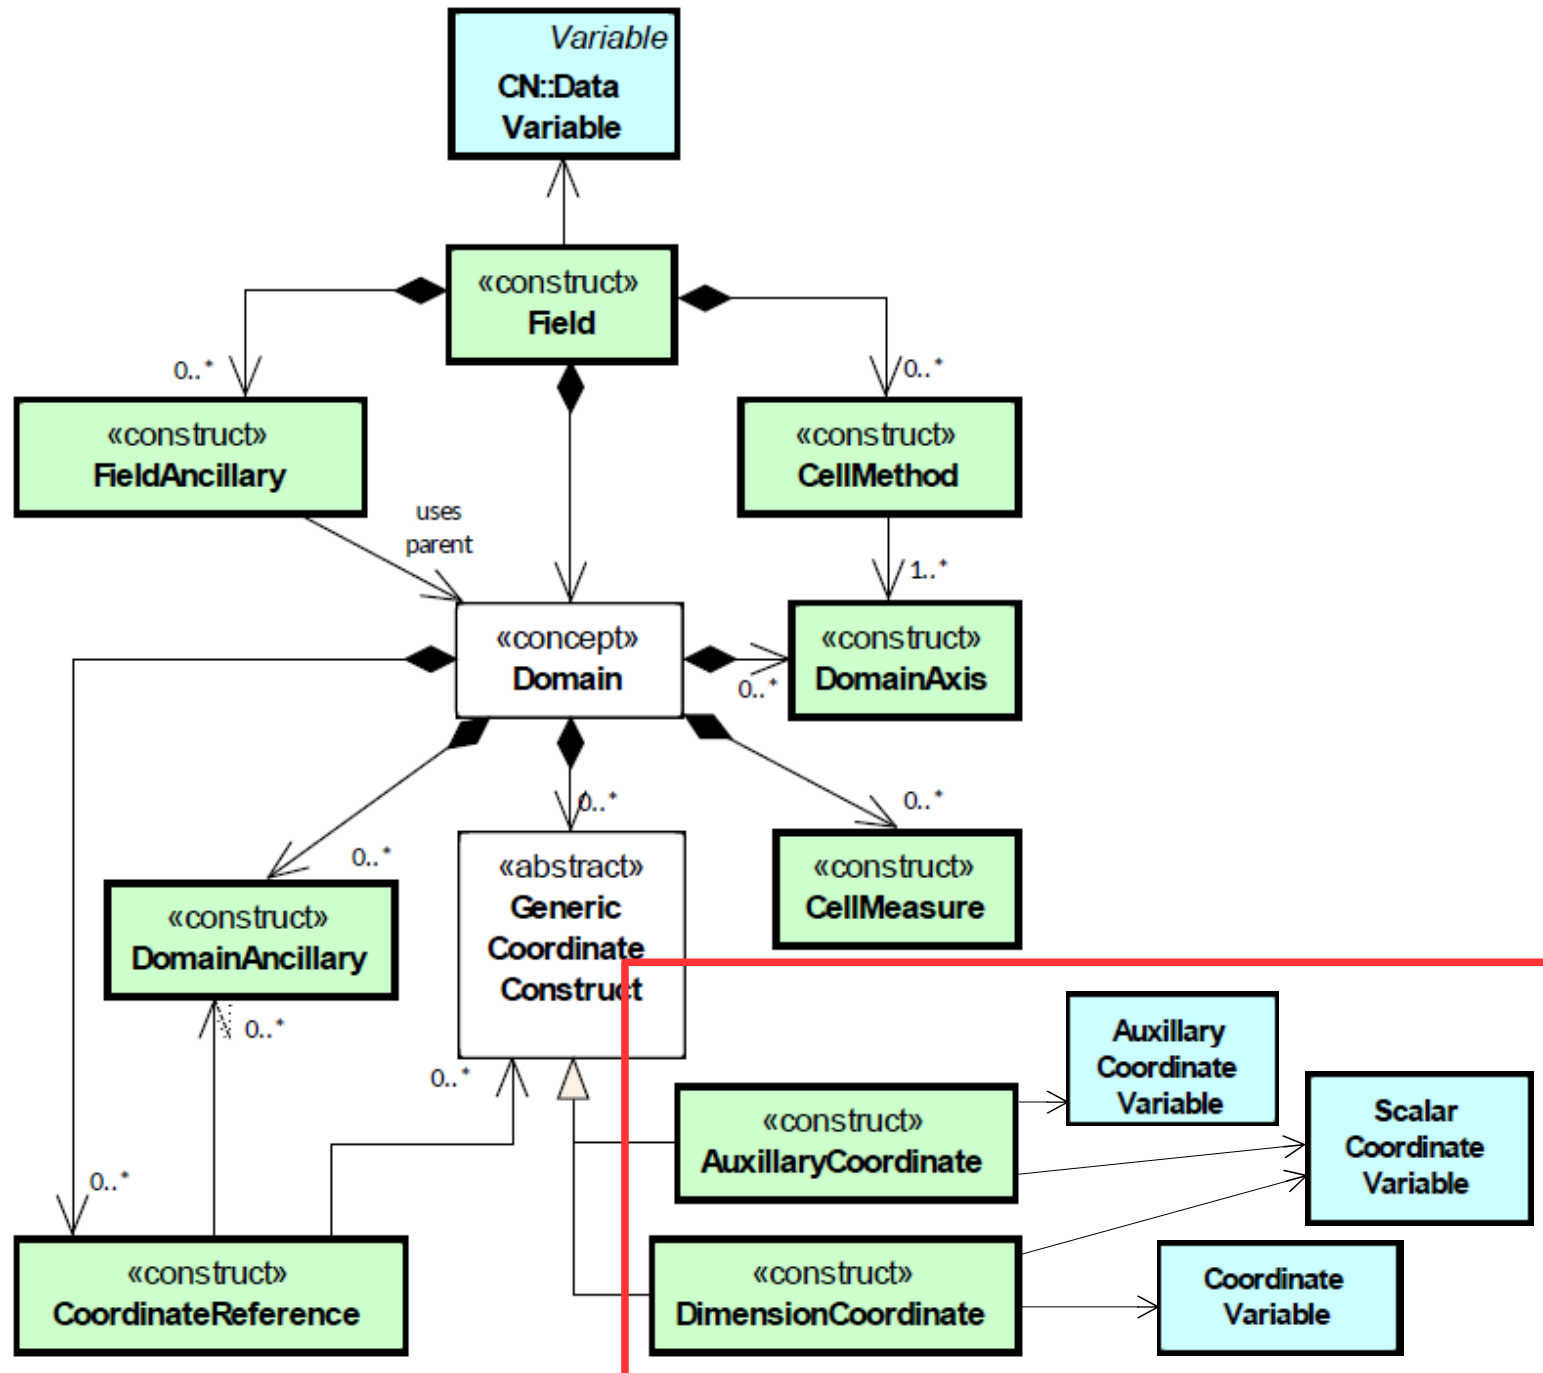 Variable
CN::Data
Variable
«construct»
Field
0..*
0..*
«construct»
FieldAncillary
«construct»
CellMethod
uses
parent
1..*
«concept»
Domain
«construct»
DomainAxis
0..*
0..*
0..*
0..*
«abstract»
Generic
Coordinate
Construct
«construct»
CellMeasure
«construct»
DomainAncillary
0..*
0..*
Auxillary
Coordinate
Variable
«construct»
AuxillaryCoordinate
Scalar
Coordinate
Variable
0..*
«construct»
CoordinateReference
«construct»
DimensionCoordinate
Coordinate
Variable